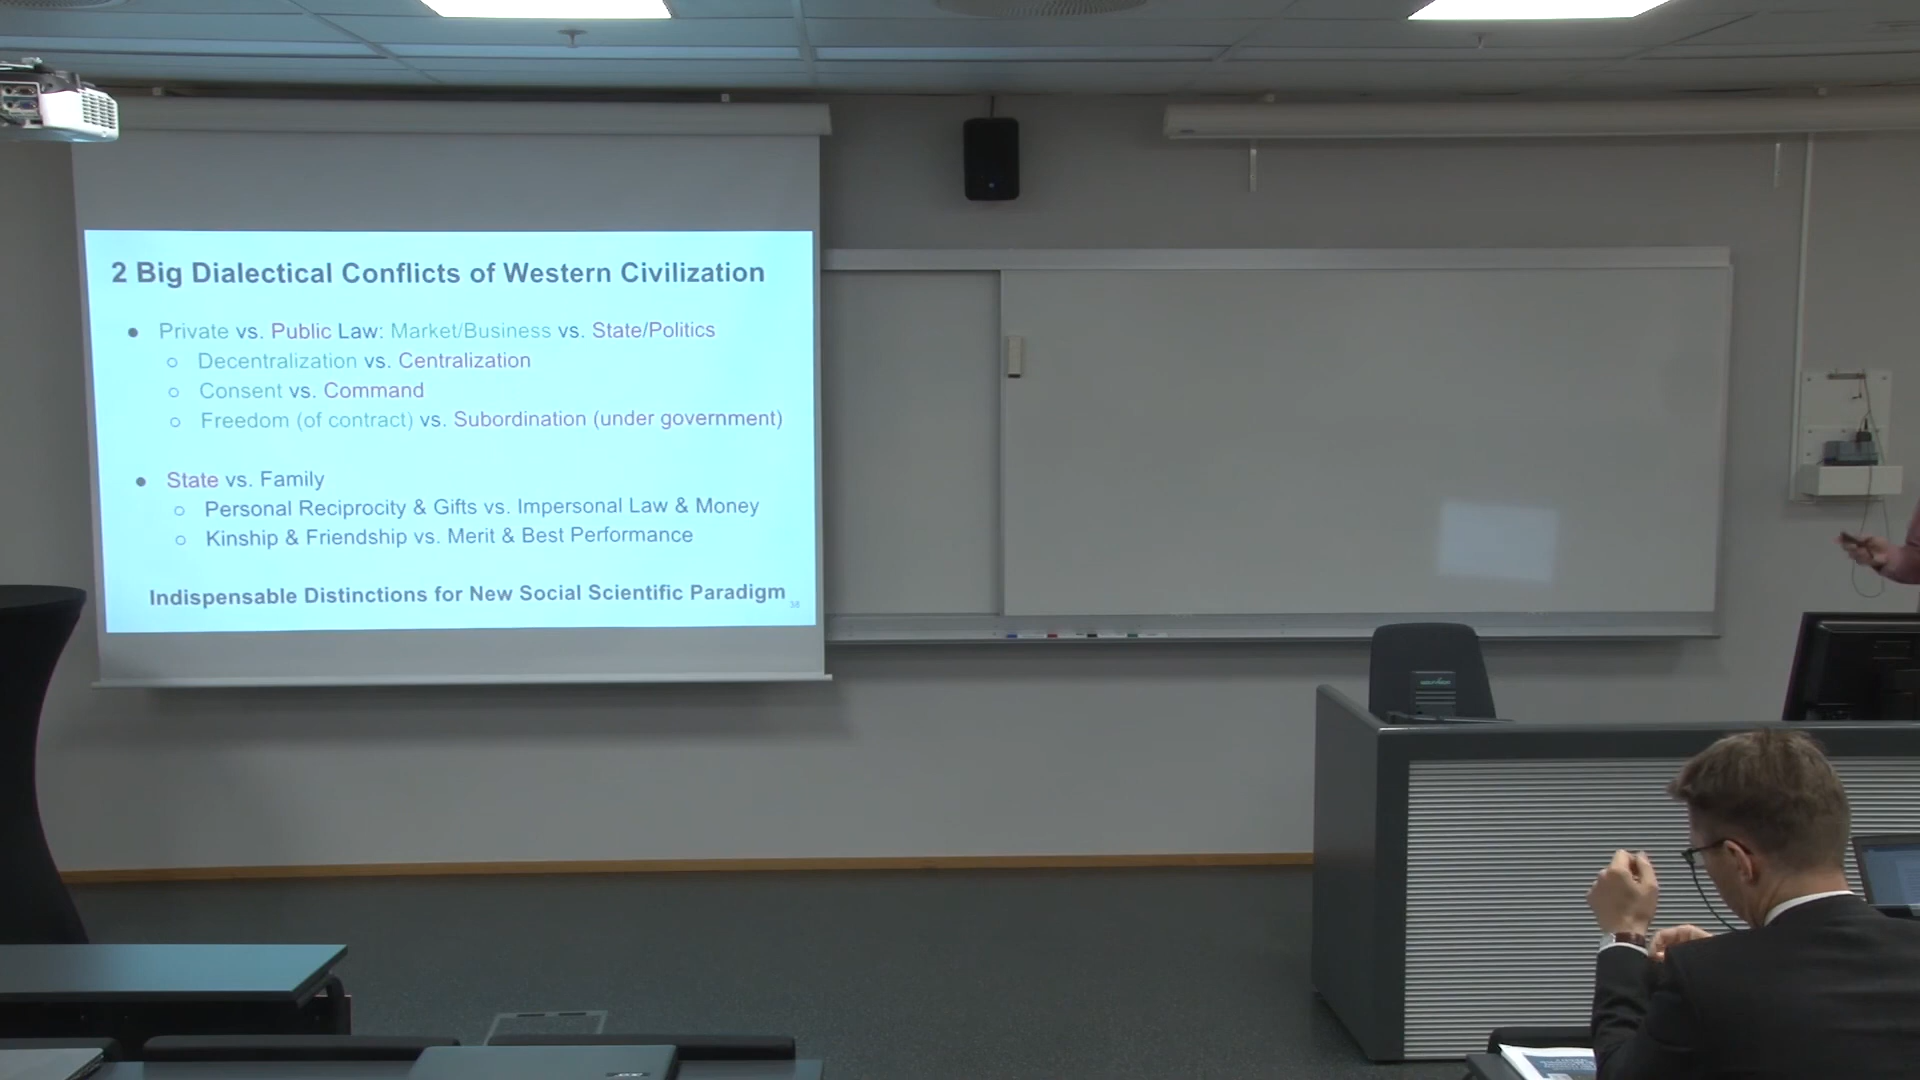 2 Big Dialectical Conflicts of Western Civilization
● Private vs. Public Law: Market/Business vs. State/Politics
○ Decentralization vs. Centralization
○ Consent vs. Command
○ Freedom (of contract) vs. Subordination (under government)
● State vs. Family
○ Personal Reciprocity & Gifts vs. Impersonal Law & Money
○ Kinship & Friendship vs. Merit & Best Performance
Indispensable Distinctions for New Social Scientific Paradigm
38